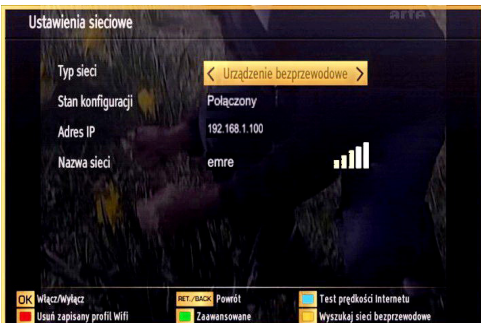 Ustawienia sieciowe
arte
Typ sieci
Urządzenie bezprzewodowe
Stan konfiguracji
Połączony
Adres IP
192.168.1.100
Nazwa sieci
emre
OK Włącz/Wyłącz
RET./BACK Powrót
Test prędkości Internetu
Usuń zapisany profil Wifi
Zaawansowane
Wyszukaj sieci bezprzewodowe